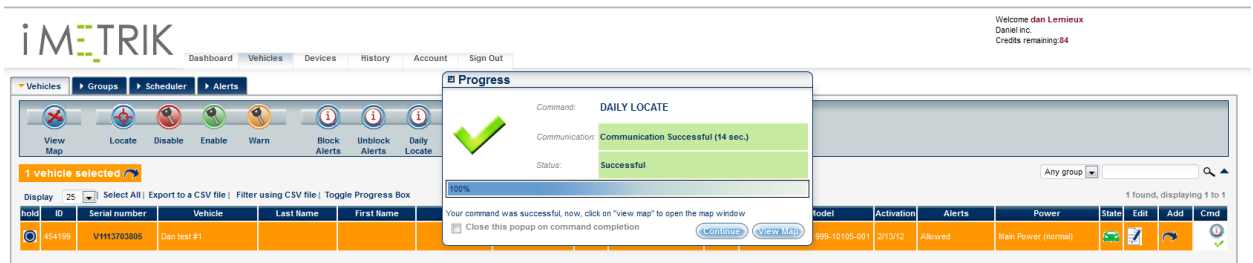 Welcome dan Lemieux
Daniel inc.
Credits remaining:84
iMETRIK
Dashboard Vehicles Devices History Account Sign Out
Vehicles Groups Scheduler Alerts
Progress
Command: DAILY LOCATE
Communication: Communication Successful (14 sec.)
Status: Successful
100%
Your command was successful, now, click on "view map" to open the map window
Close this popup on command completion
Continue View Map
View Map
Locate
Disable
Enable
Warn
Block Alerts
Unblock Alerts
Daily Locate
1 vehicle selected
Any group
Display 25 | Select All | Export to a CSV file | Filter using CSV file | Toggle Progress Box
1 found, displaying 1 to 1
hold ID Serial number Vehicle Last Name First Name Model Activation Alerts Power State Edit Add Cmd
454199 V1113703805 Dan test #1 999-10105-001 2/13/12 Allowed Main Power (normal)